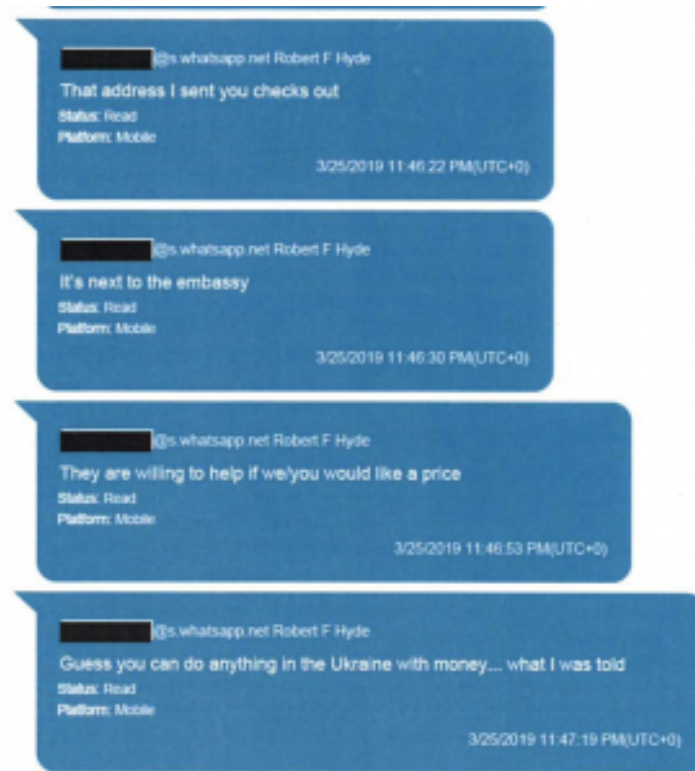 @s.whatsapp.net Robert F Hyde
That address I sent you checks out
Status: Read
Platform: Mobile
3/25/2019 11:46:22 PM(UTC+0)
@s.whatsapp.net Robert F Hyde
It's next to the embassy
Status: Read
Platform: Mobile
3/25/2019 11:46:30 PM(UTC+0)
@s.whatsapp.net Robert F Hyde
They are willing to help if we/you would like a price
Status: Read
Platform: Mobile
3/25/2019 11:46:53 PM(UTC+0)
@s.whatsapp.net Robert F Hyde
Guess you can do anything in the Ukraine with money... what I was told
Status: Read
Platform: Mobile
3/25/2019 11:47:19 PM(UTC+0)